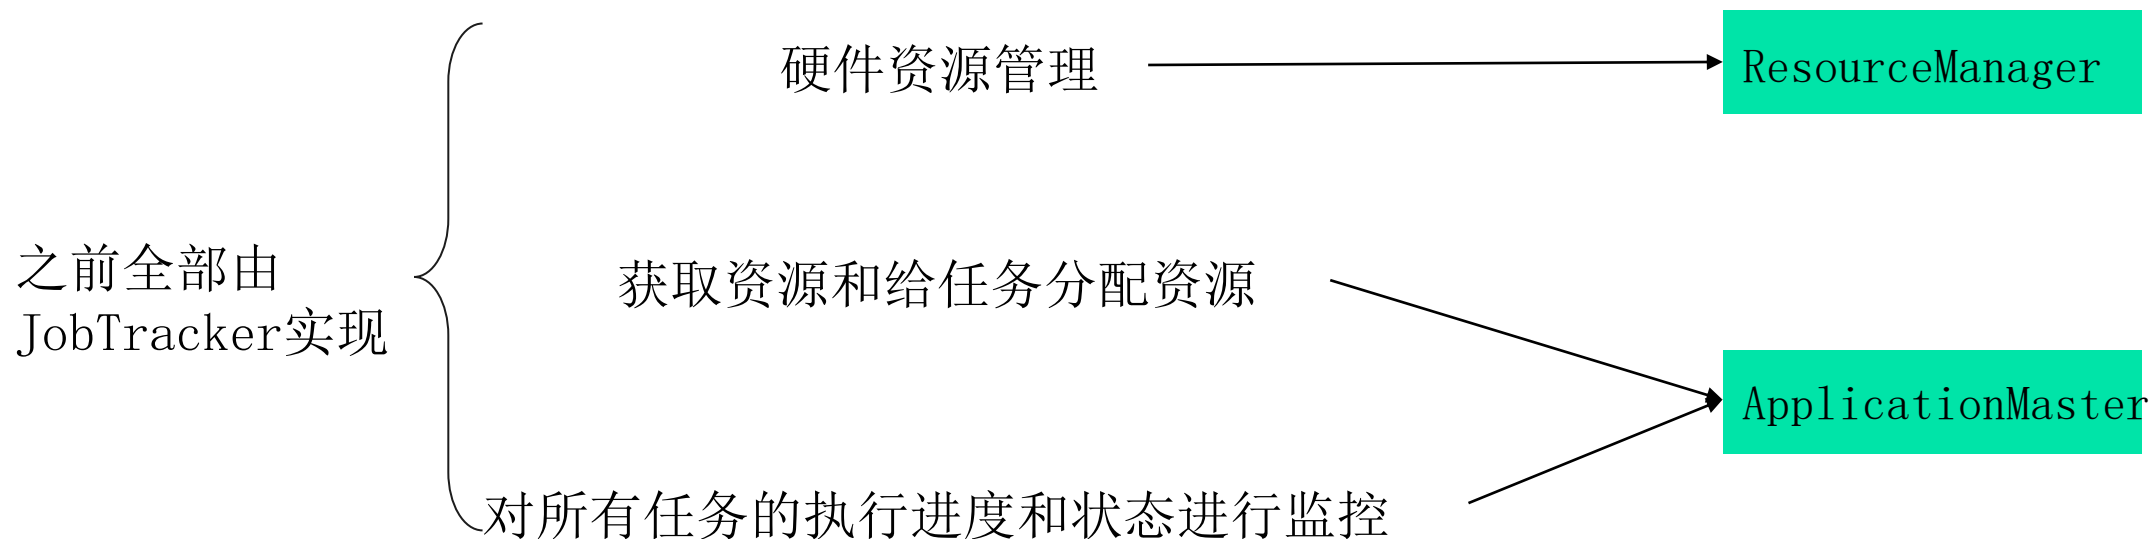 硬件资源管理
ResourceManager
之前全部由
JobTracker实现
获取资源和给任务分配资源
ApplicationMaster
对所有任务的执行进度和状态进行监控